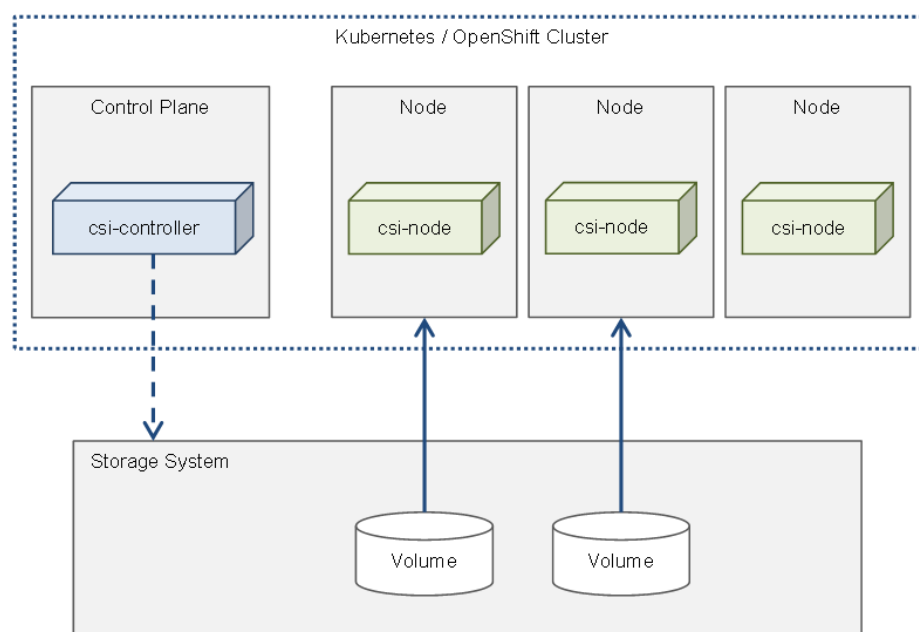 Kubernetes / OpenShift Cluster
Control Plane
Node
Node
Node
csi-controller
csi-node
csi-node
csi-node
Storage System
Volume
Volume